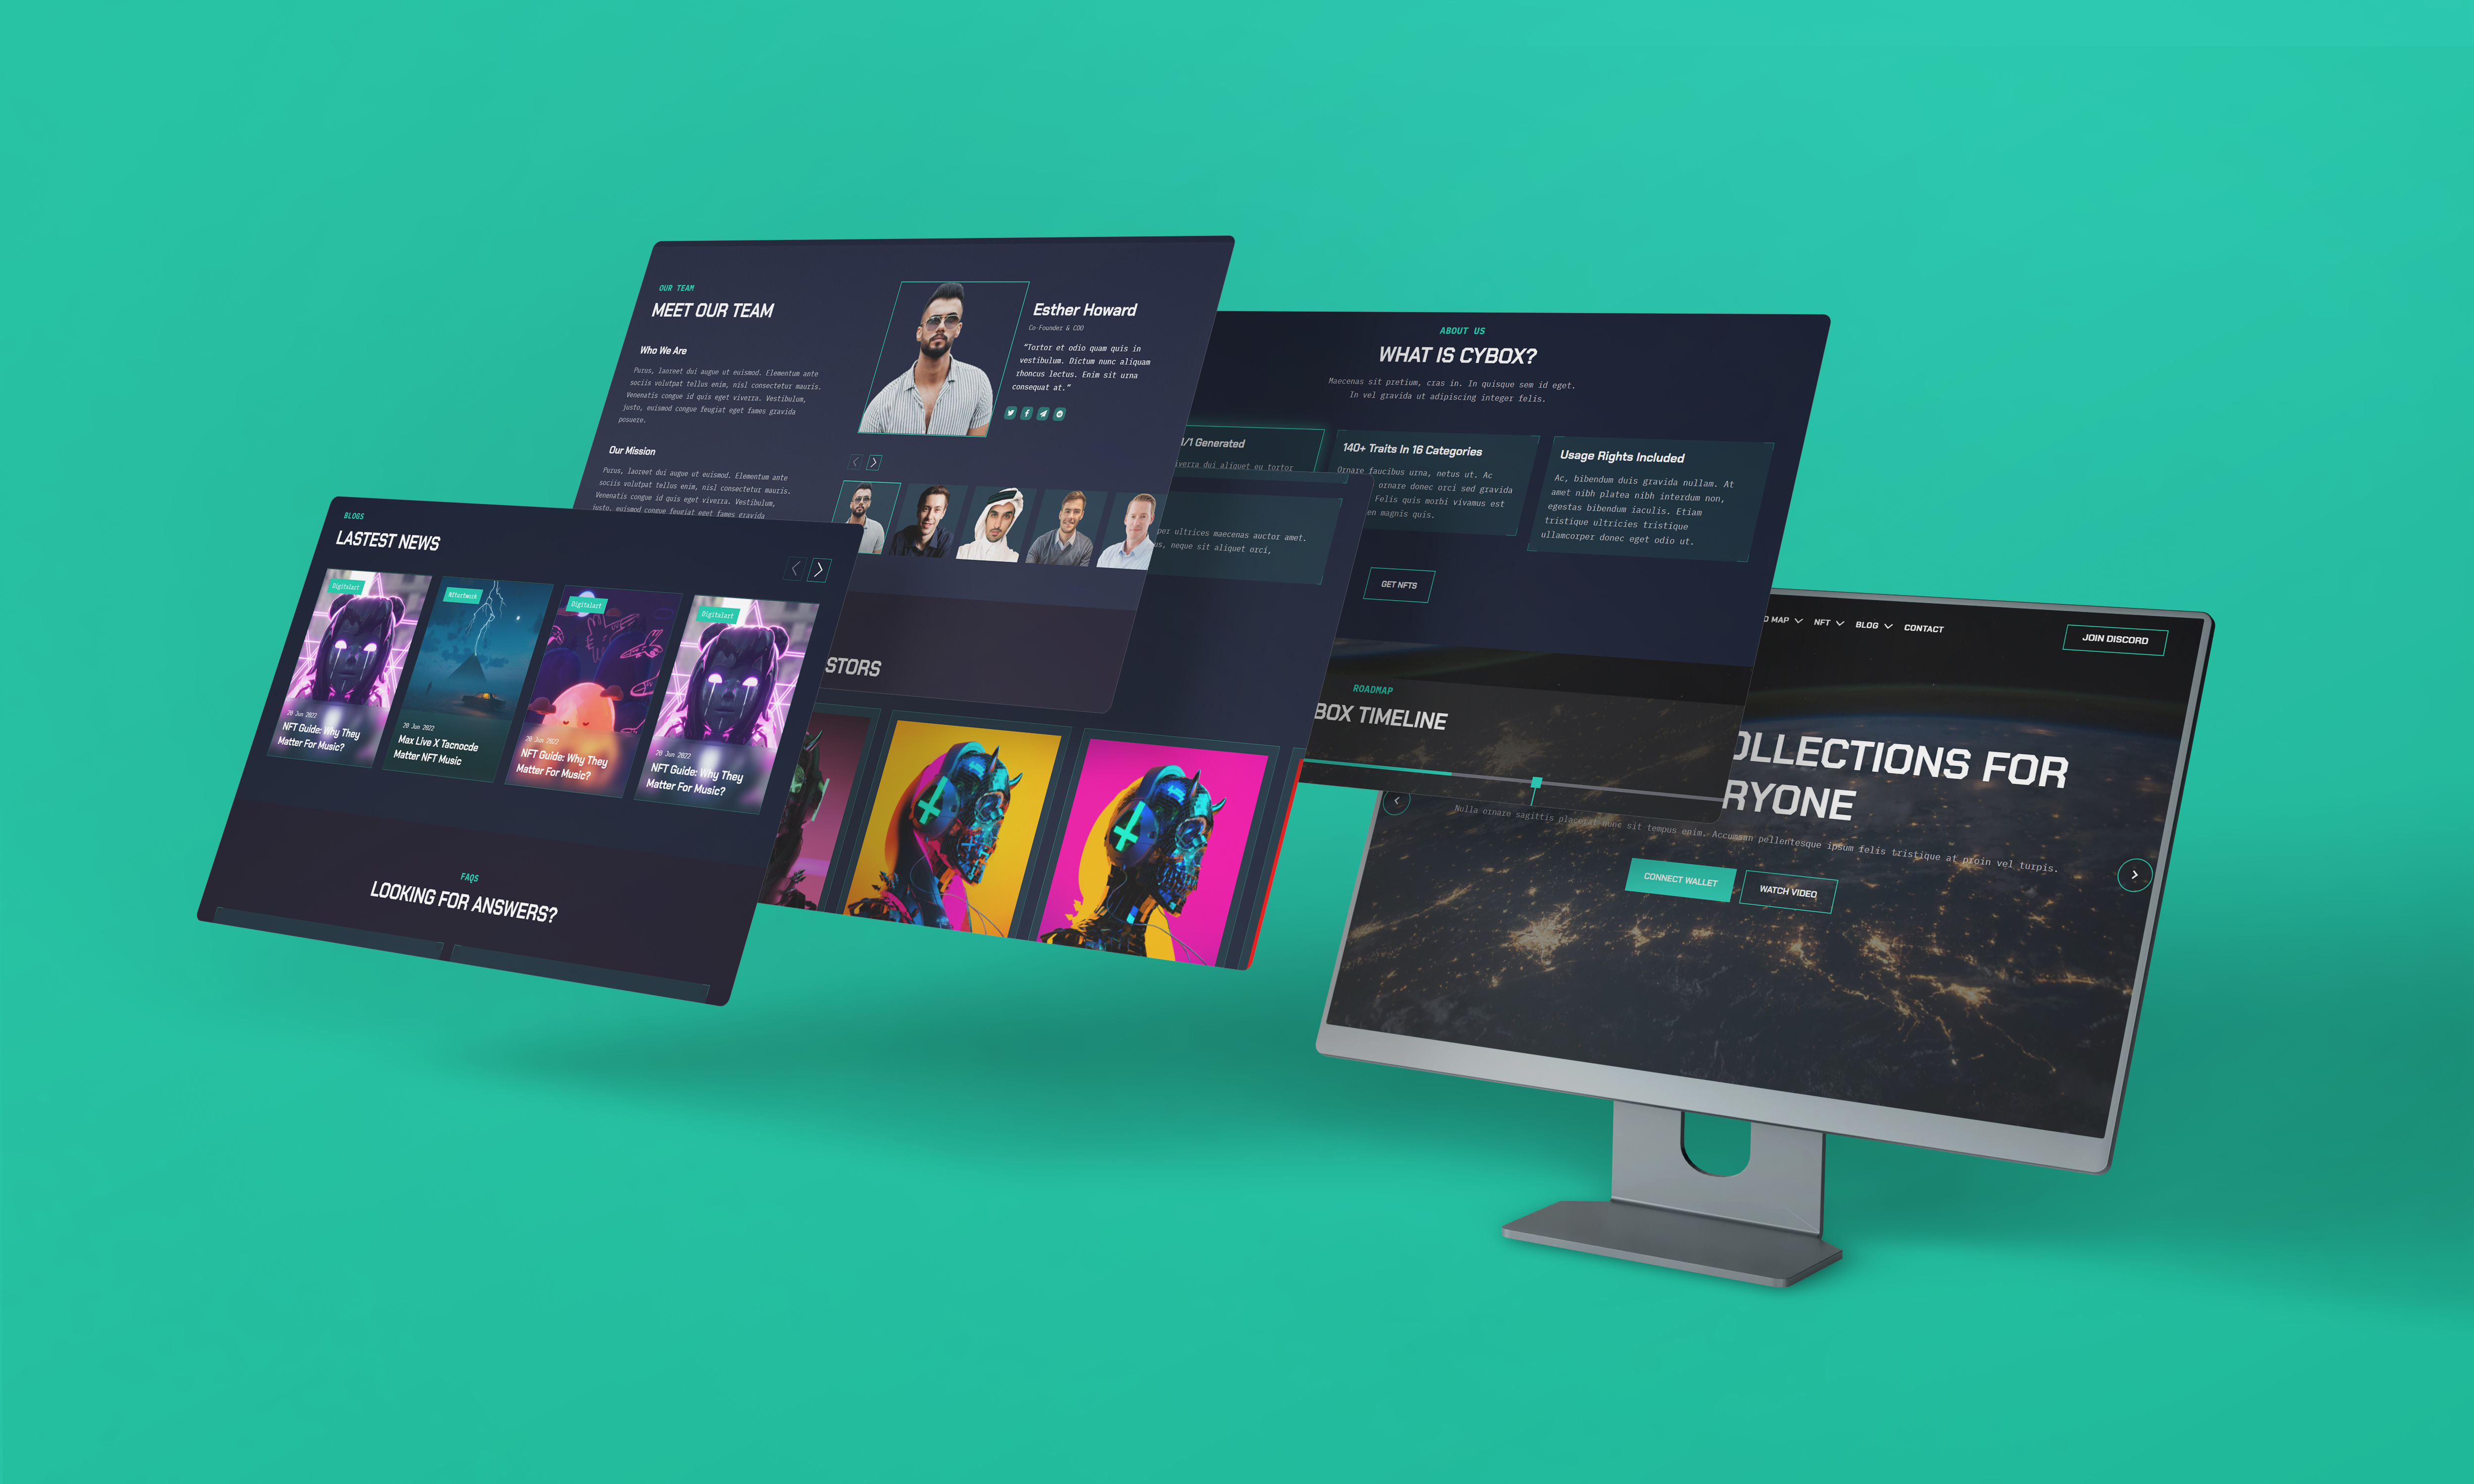 OUR TEAM
MEET OUR TEAM
Who We Are
Purus, laoreet dui augue ut euismod. Elementum ante
sociis volutpat tellus enim, nisl consectetur mauris.
Venenatis congue id quis eget viverra. Vestibulum,
justo, euismod congue feugiat eget fames gravida
posuere.
Our Mission
Purus, laoreet dui augue ut euismod. Elementum ante
sociis volutpat tellus enim, nisl consectetur mauris.
Venenatis congue id quis eget viverra. Vestibulum,
justo, euismod congue feugiat eget fames gravida
Esther Howard
Co-Founder & COO
"Tortor et odio quam quis in
vestibulum. Dictum nunc aliquam
rhoncus lectus. Enim sit urna
consequat at."
STORS
ABOUT US
WHAT IS CYBOX?
Maecenas sit pretium, cras in. In quisque sem id eget.
In vel gravida ut adipiscing integer felis.
1/1 Generated
verra dui aliquet eu tortor
140+ Traits In 16 Categories
Ornare faucibus urna, netus ut. Ac
ornare donec orci sed gravida
Felis quis morbi vivamus est
en magnis quis.
Usage Rights Included
Ac, bibendum duis gravida nullam. At
amet nibh platea nibh interdum non,
egestas bibendum iaculis. Etiam
tristique ultricies tristique
ullamcorper donec eget odio ut.
per ultrices maecenas auctor amet.
us, neque sit aliquet orci,
GET NFTS
ROADMAP
BOX TIMELINE
BLOGS
LASTEST NEWS
Digitalart
20 Jun 2022
NFT Guide: Why They
Matter For Music?
Nftartwork
20 Jun 2022
Max Live X Tacnocde
Matter NFT Music
Digitalart
20 Jun 2022
NFT Guide: Why They
Matter For Music?
Digitalart
20 Jun 2022
NFT Guide: Why They
Matter For Music?
FAQS
LOOKING FOR ANSWERS?
D MAP NFT BLOG CONTACT
JOIN DISCORD
OLLECTIONS FOR
RYONE
Nulla ornare sagittis placerat nunc sit tempus enim. Accumsan pellentesque ipsum felis tristique at proin vel turpis.
CONNECT WALLET
WATCH VIDEO